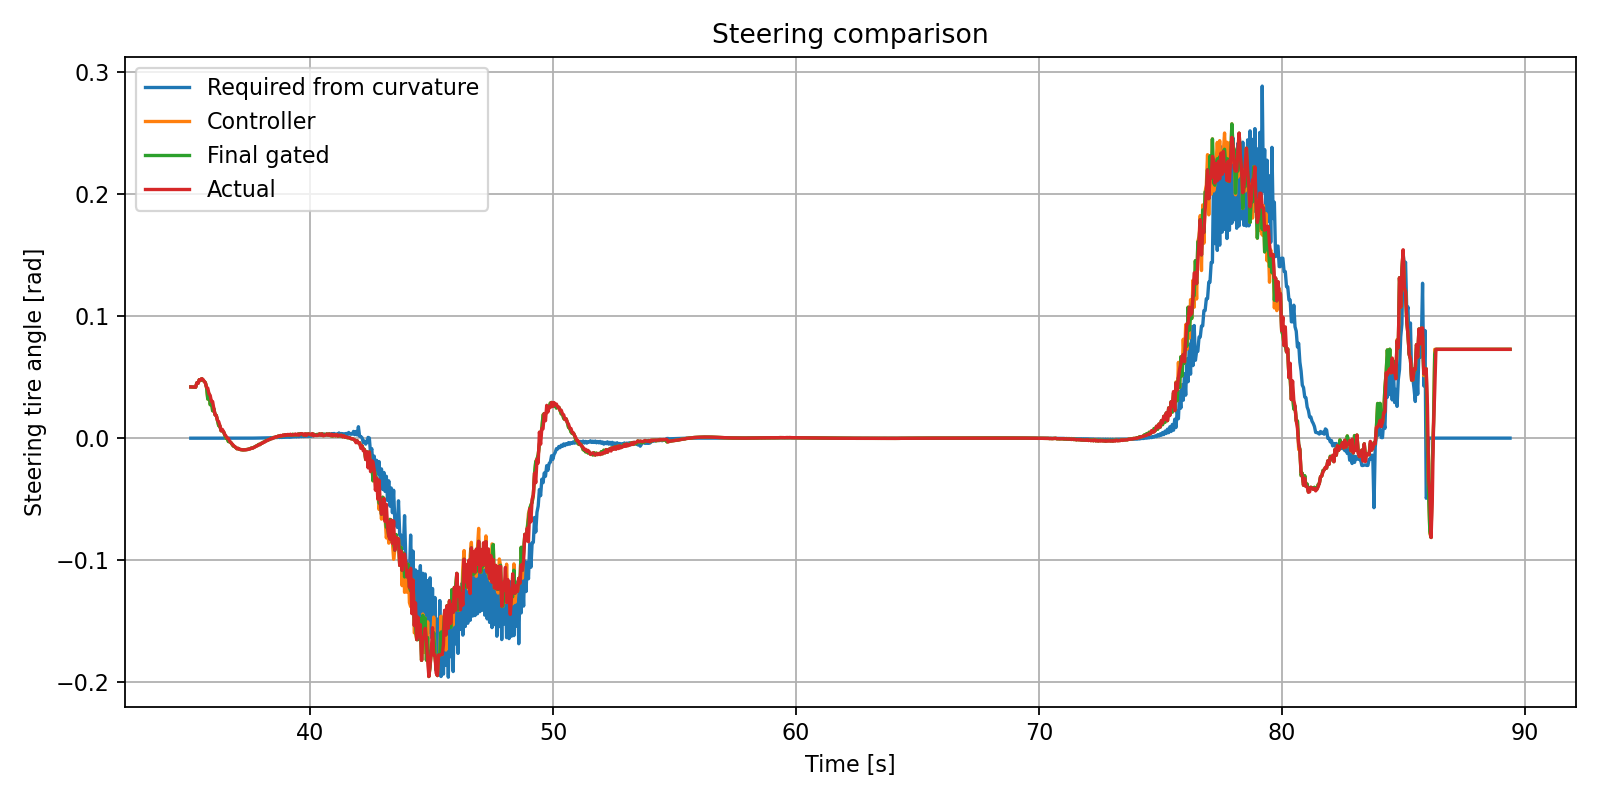 Steering comparison
Required from curvature
Controller
Final gated
Actual
Steering tire angle [rad]
0.3
0.2
0.1
0.0
−0.1
−0.2
40 50 60 70 80 90
Time [s]